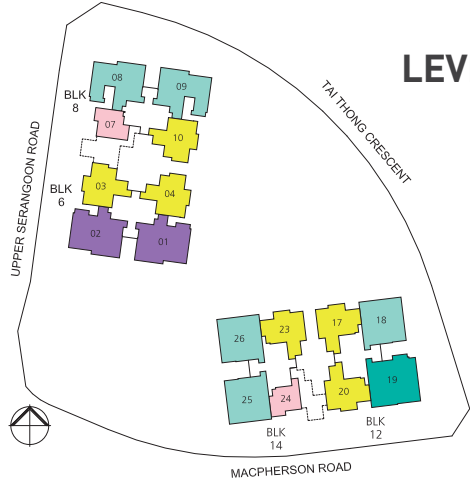 LEV
TAI THONG CRESCENT
UPPER SERANGOON ROAD
08
09
BLK
8
07
10
BLK
6
03
04
02
01
26
23
17
18
25
24
20
19
BLK
14
BLK
12
MACPHERSON ROAD